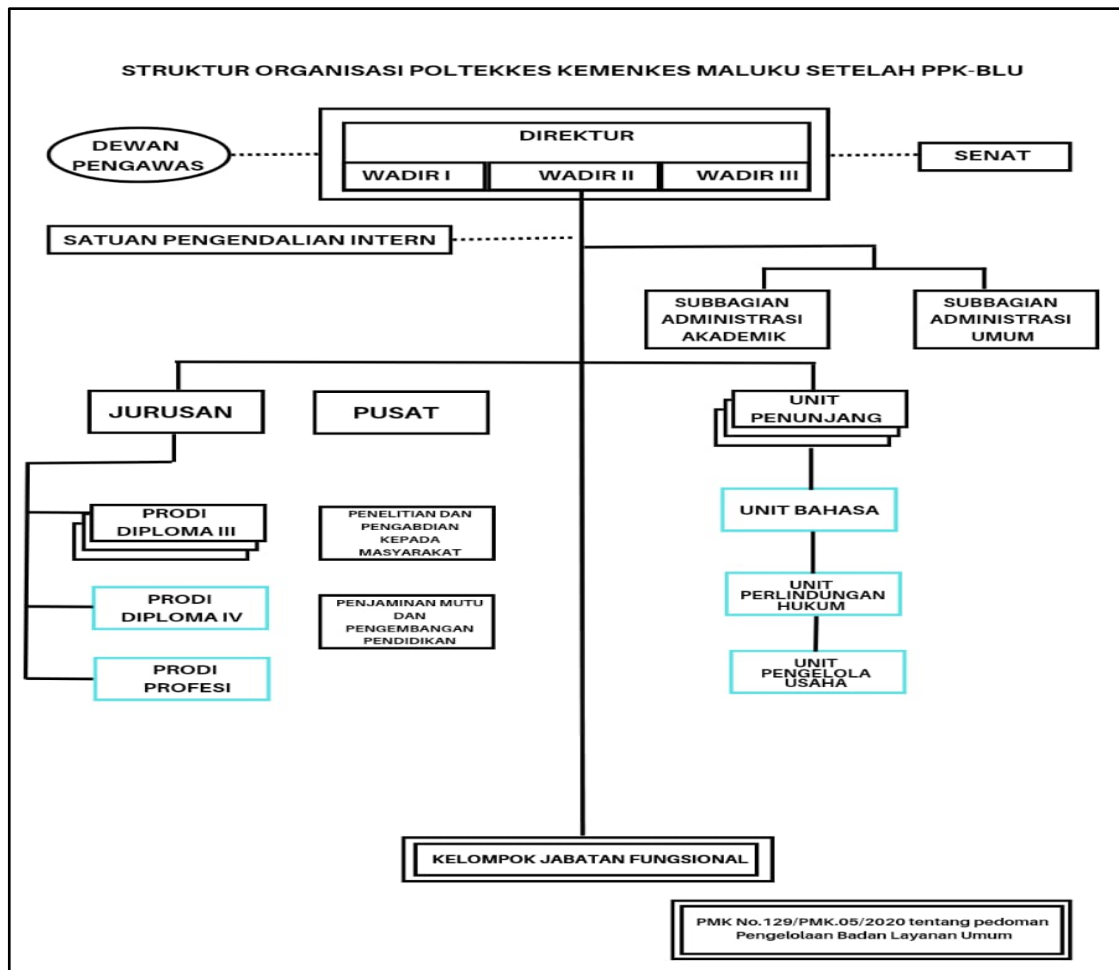 STRUKTUR ORGANISASI POLTEKKES KEMENKES MALUKU SETELAH PPK-BLU
DEWAN
PENGAWAS
DIREKTUR
WADIR I
WADIR II
WADIR III
SENAT
SATUAN PENGENDALIAN INTERN
SUBBAGIAN
ADMINISTRASI
AKADEMIK
SUBBAGIAN
ADMINISTRASI
UMUM
JURUSAN
PUSAT
UNIT
PENUNJANG
PRODI
DIPLOMA III
PENELITIAN DAN
PENGABDIAN
KEPADA
MASYARAKAT
UNIT BAHASA
PRODI
DIPLOMA IV
PENJAMINAN MUTU
DAN
PENGEMBANGAN
PENDIDIKAN
UNIT
PERLINDUNGAN
HUKUM
PRODI
PROFESI
UNIT
PENGELOLA
USAHA
KELOMPOK JABATAN FUNGSIONAL
PMK No.129/PMK.05/2020 tentang pedoman
Pengelolaan Badan Layanan Umum